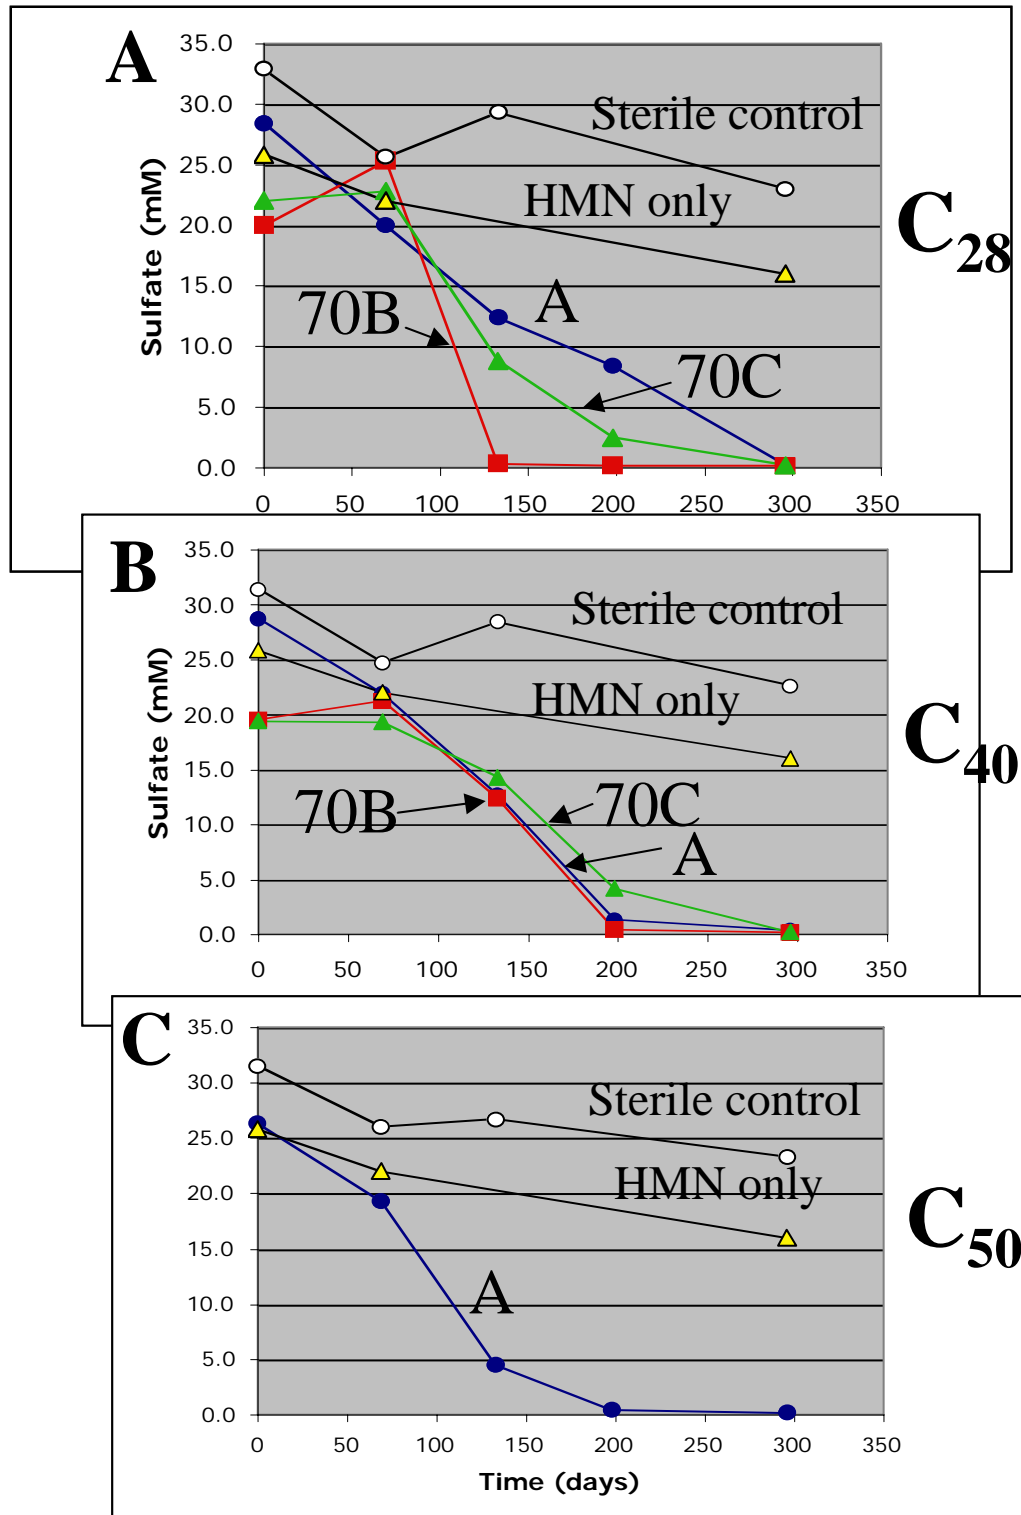 A
35.0
30.0
25.0
20.0
15.0
10.0
5.0
0.0
Sulfate (mM)
Sterile control
HMN only
C28
70B
A
70C
0 50 100 150 200 250 300 350
B
35.0
30.0
25.0
20.0
15.0
10.0
5.0
0.0
Sulfate (mM)
Sterile control
HMN only
C40
70B
70C
A
0 50 100 150 200 250 300 350
C
35.0
30.0
25.0
20.0
15.0
10.0
5.0
0.0
Sterile control
HMN only
C50
A
0 50 100 150 200 250 300 350
Time (days)